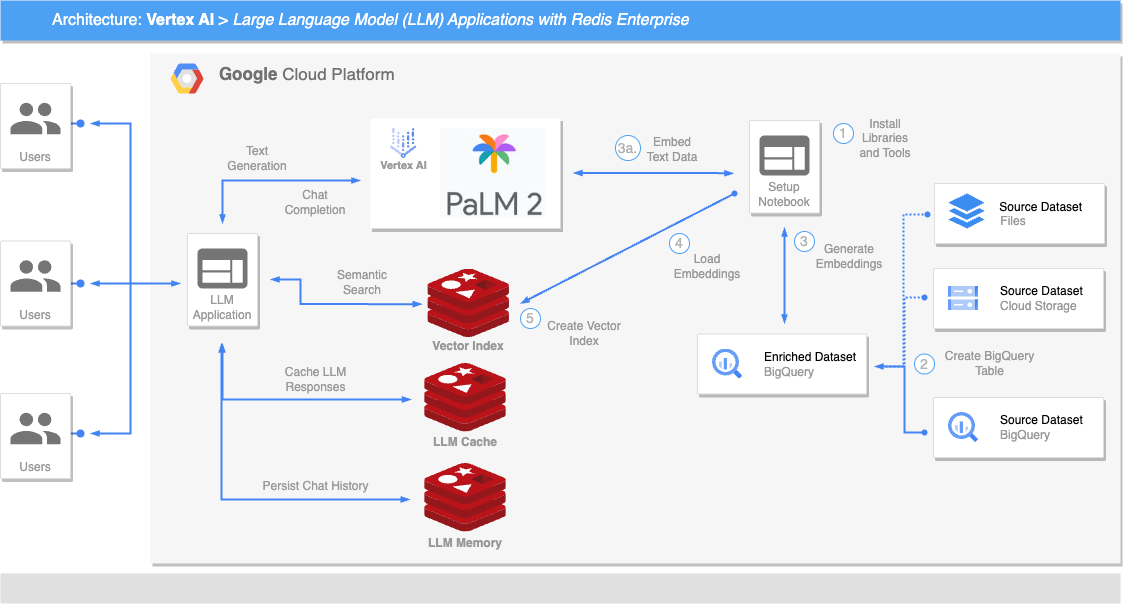 Architecture: Vertex AI > Large Language Model (LLM) Applications with Redis Enterprise
Google Cloud Platform
Users
Users
Users
Text
Generation
Chat
Completion
Vertex AI
PaLM 2
3a.
Embed
Text Data
Setup
Notebook
1
Install
Libraries
and Tools
LLM
Application
Semantic
Search
Vector Index
4
Load
Embeddings
5
Create Vector
Index
3
Generate
Embeddings
Source Dataset
Files
Source Dataset
Cloud Storage
Enriched Dataset
BigQuery
2
Create BigQuery
Table
Source Dataset
BigQuery
Cache LLM
Responses
LLM Cache
Persist Chat History
LLM Memory